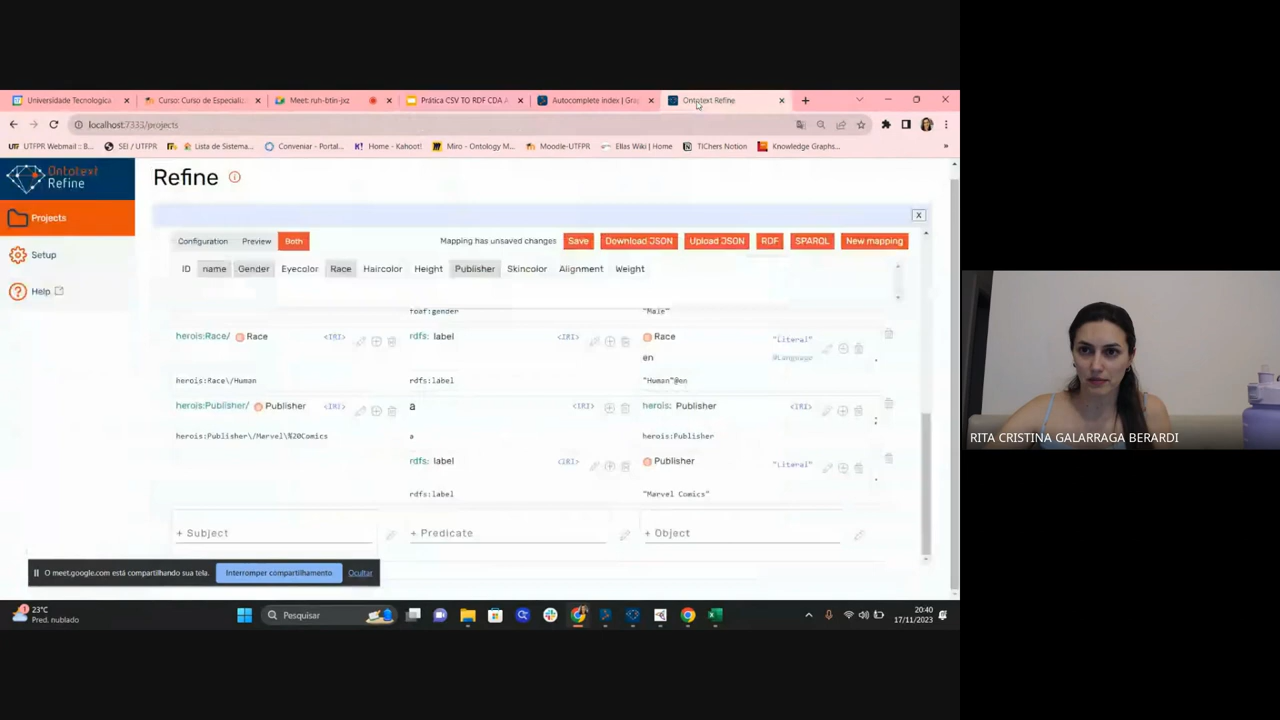 Universidade Tecnológica
Curso: Curso de Especializ
Meet: ruh-btin-jxz
Prática CSV TO RDF CDA A
Autocomplete index | Grap
Ontotext Refine
localhost:7333/projects
UTFPR Webmail :: B...
SEI / UTFPR
Lista de Sistema...
Conveniar - Portal...
Home - Kahoot!
Miro - Ontology M...
Moodle-UTFPR
Elias Wiki | Home
TIChers Notion
Knowledge Graphs...
Ontotext
Refine
Projects
Setup
Help
Refine
X
Configuration Preview Both
Mapping has unsaved changes Save Download JSON Upload JSON RDF SPARQL New mapping
ID name Gender Eyecolor Race Haircolor Height Publisher Skincolor Alignment Weight
foaf:gender "Male"
herois:Race/ Race <IRI> rdfs: label <IRI> Race "Literal"
en @Language
.
herois:Race\/Human rdfs:label "Human"@en
herois:Publisher/ Publisher <IRI> a <IRI> herois: Publisher <IRI>
;
herois:Publisher\/Marvel\%20Comics a herois:Publisher
rdfs: label <IRI> Publisher "Literal"
.
rdfs:label "Marvel Comics"
+ Subject + Predicate + Object
O meet.google.com está compartilhando sua tela. Interromper compartilhamento Ocultar
1
23°C
Pred. nublado
Pesquisar
20:40
17/11/2023
RITA CRISTINA GALARRAGA BERARDI